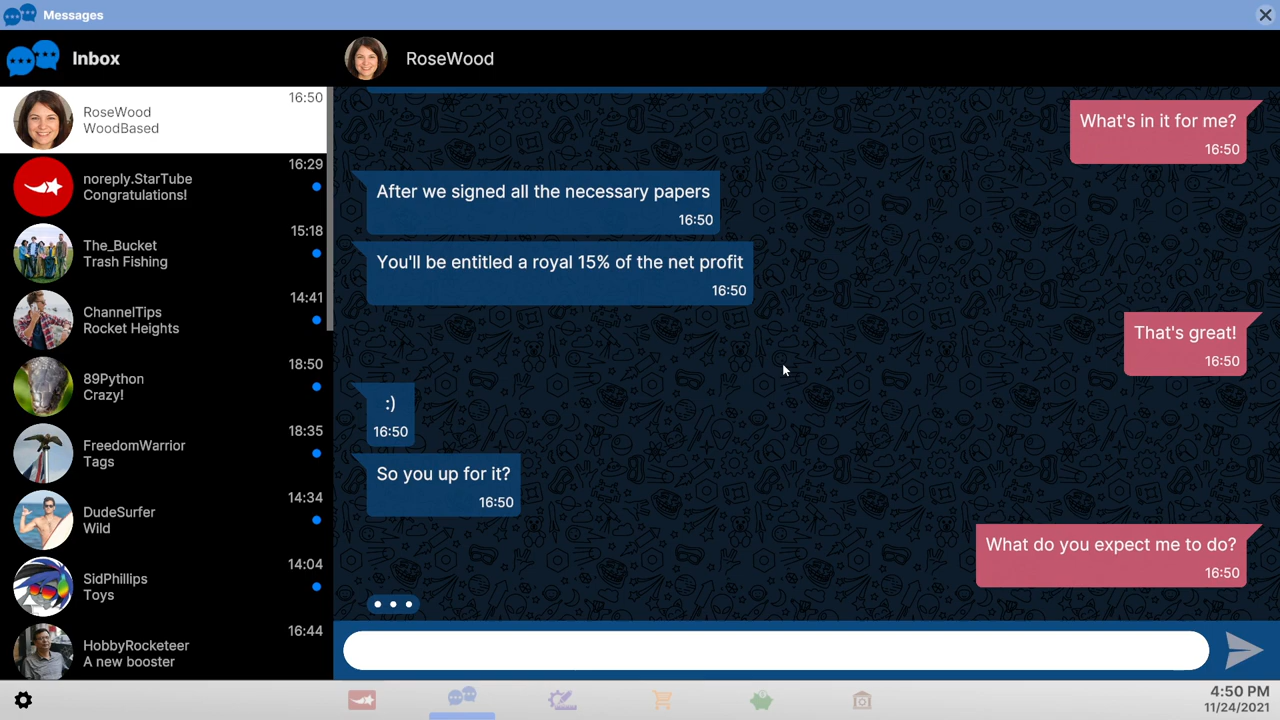 Messages
Inbox
RoseWood
WoodBased
16:50
noreply.StarTube
Congratulations!
16:29
The_Bucket
Trash Fishing
15:18
ChannelTips
Rocket Heights
14:41
89Python
Crazy!
18:50
FreedomWarrior
Tags
18:35
DudeSurfer
Wild
14:34
SidPhillips
Toys
14:04
HobbyRocketeer
A new booster
16:44
RoseWood
What's in it for me?
16:50
After we signed all the necessary papers
16:50
You'll be entitled a royal 15% of the net profit
16:50
That's great!
16:50
:)
16:50
So you up for it?
16:50
What do you expect me to do?
16:50
4:50 PM
11/24/2021